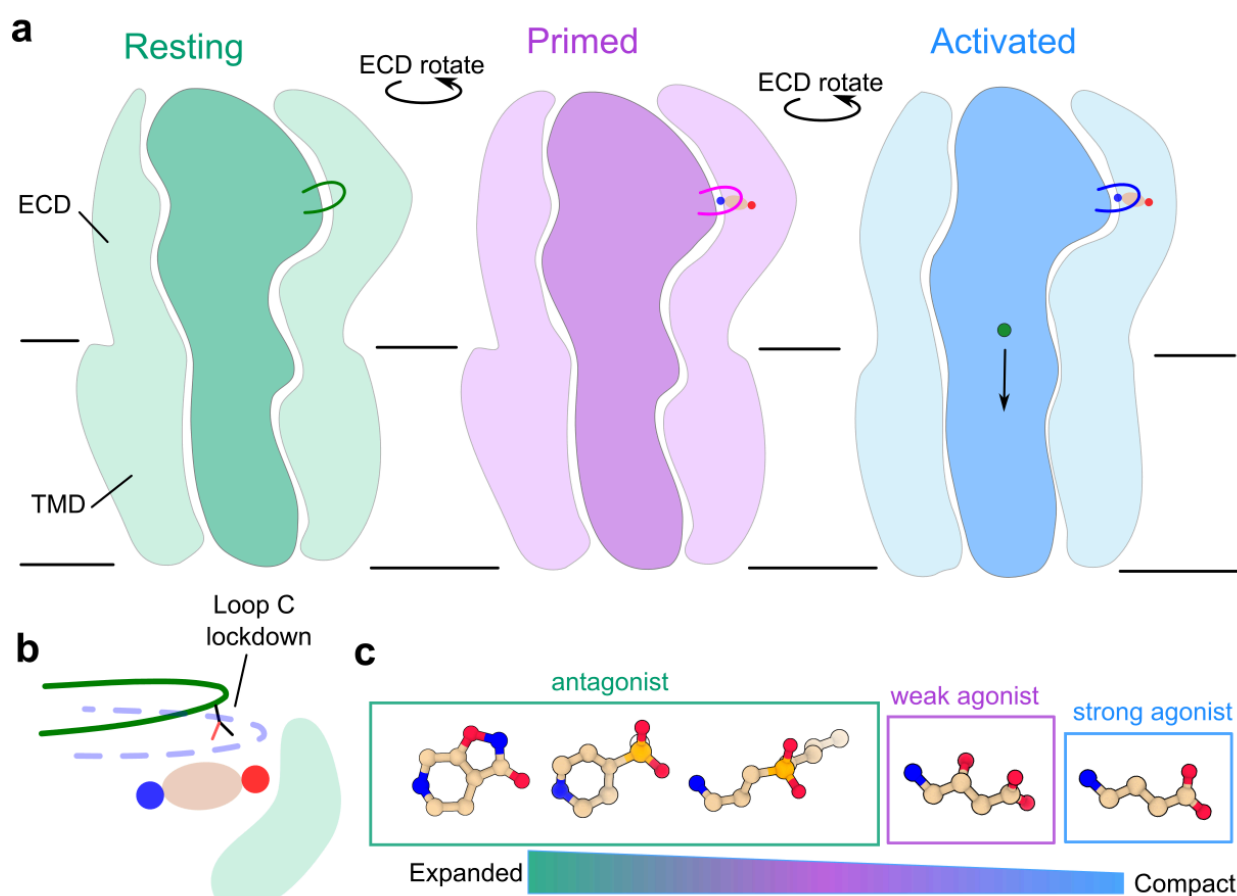 a
Resting
Primed
Activated
ECD rotate
ECD rotate
ECD
TMD
b
Loop C
lockdown
c
antagonist
weak agonist
strong agonist
Expanded
Compact